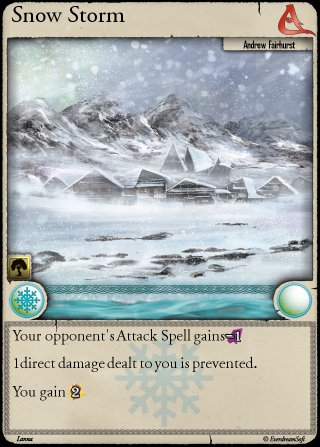 Snow Storm
Andrew Fairhurst
Your opponent's Attack Spell gains -1
1direct damage dealt to you is prevented.
You gain 2
Lanna
© EverdreamSoft